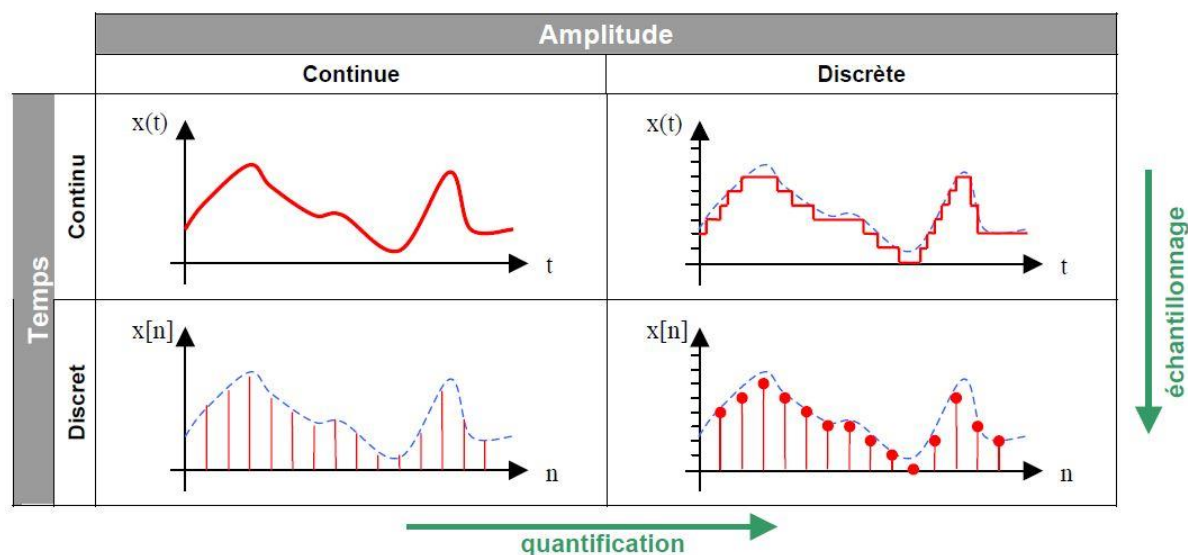 Amplitude
Continue
Discrète
Temps
Continu
x(t)
t
x(t)
t
échantillonnage
Discret
x[n]
n
x[n]
n
quantification